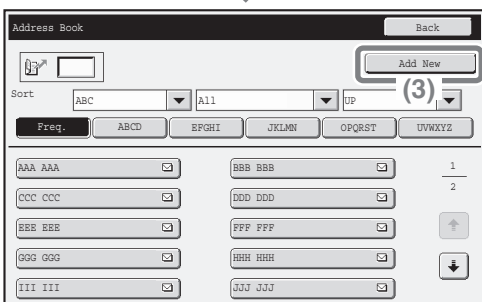 Address Book Back
Add New
(3)
Sort ABC All UP
Freq. ABCD EFGHI JKLMN OPQRST UVWXYZ
AAA AAA BBB BBB 1
CCC CCC DDD DDD 2
EEE EEE FFF FFF
GGG GGG HHH HHH
III III JJJ JJJ